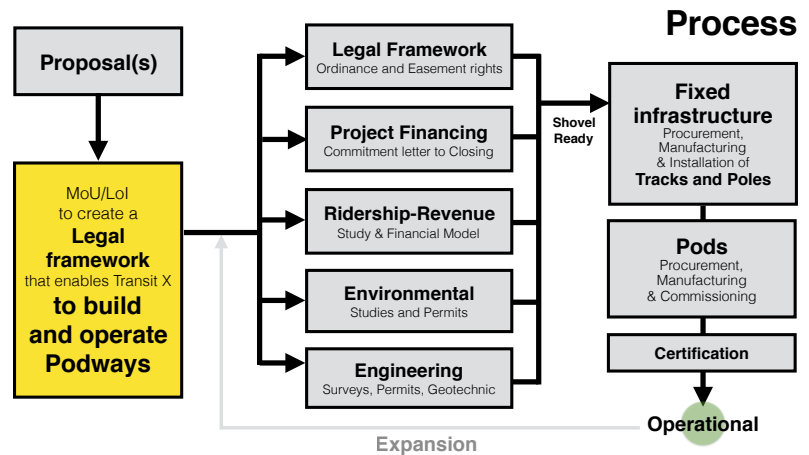 Process
Proposal(s)
MoU/LoI
to create a
Legal
framework
that enables Transit X
to build
and operate
Podways
Legal Framework
Ordinance and Easement rights
Project Financing
Commitment letter to Closing
Ridership-Revenue
Study & Financial Model
Environmental
Studies and Permits
Engineering
Surveys, Permits, Geotechnic
Shovel
Ready
Fixed
infrastructure
Procurement,
Manufacturing
& Installation of
Tracks and Poles
Pods
Procurement,
Manufacturing
& Commissioning
Certification
Operational
Expansion